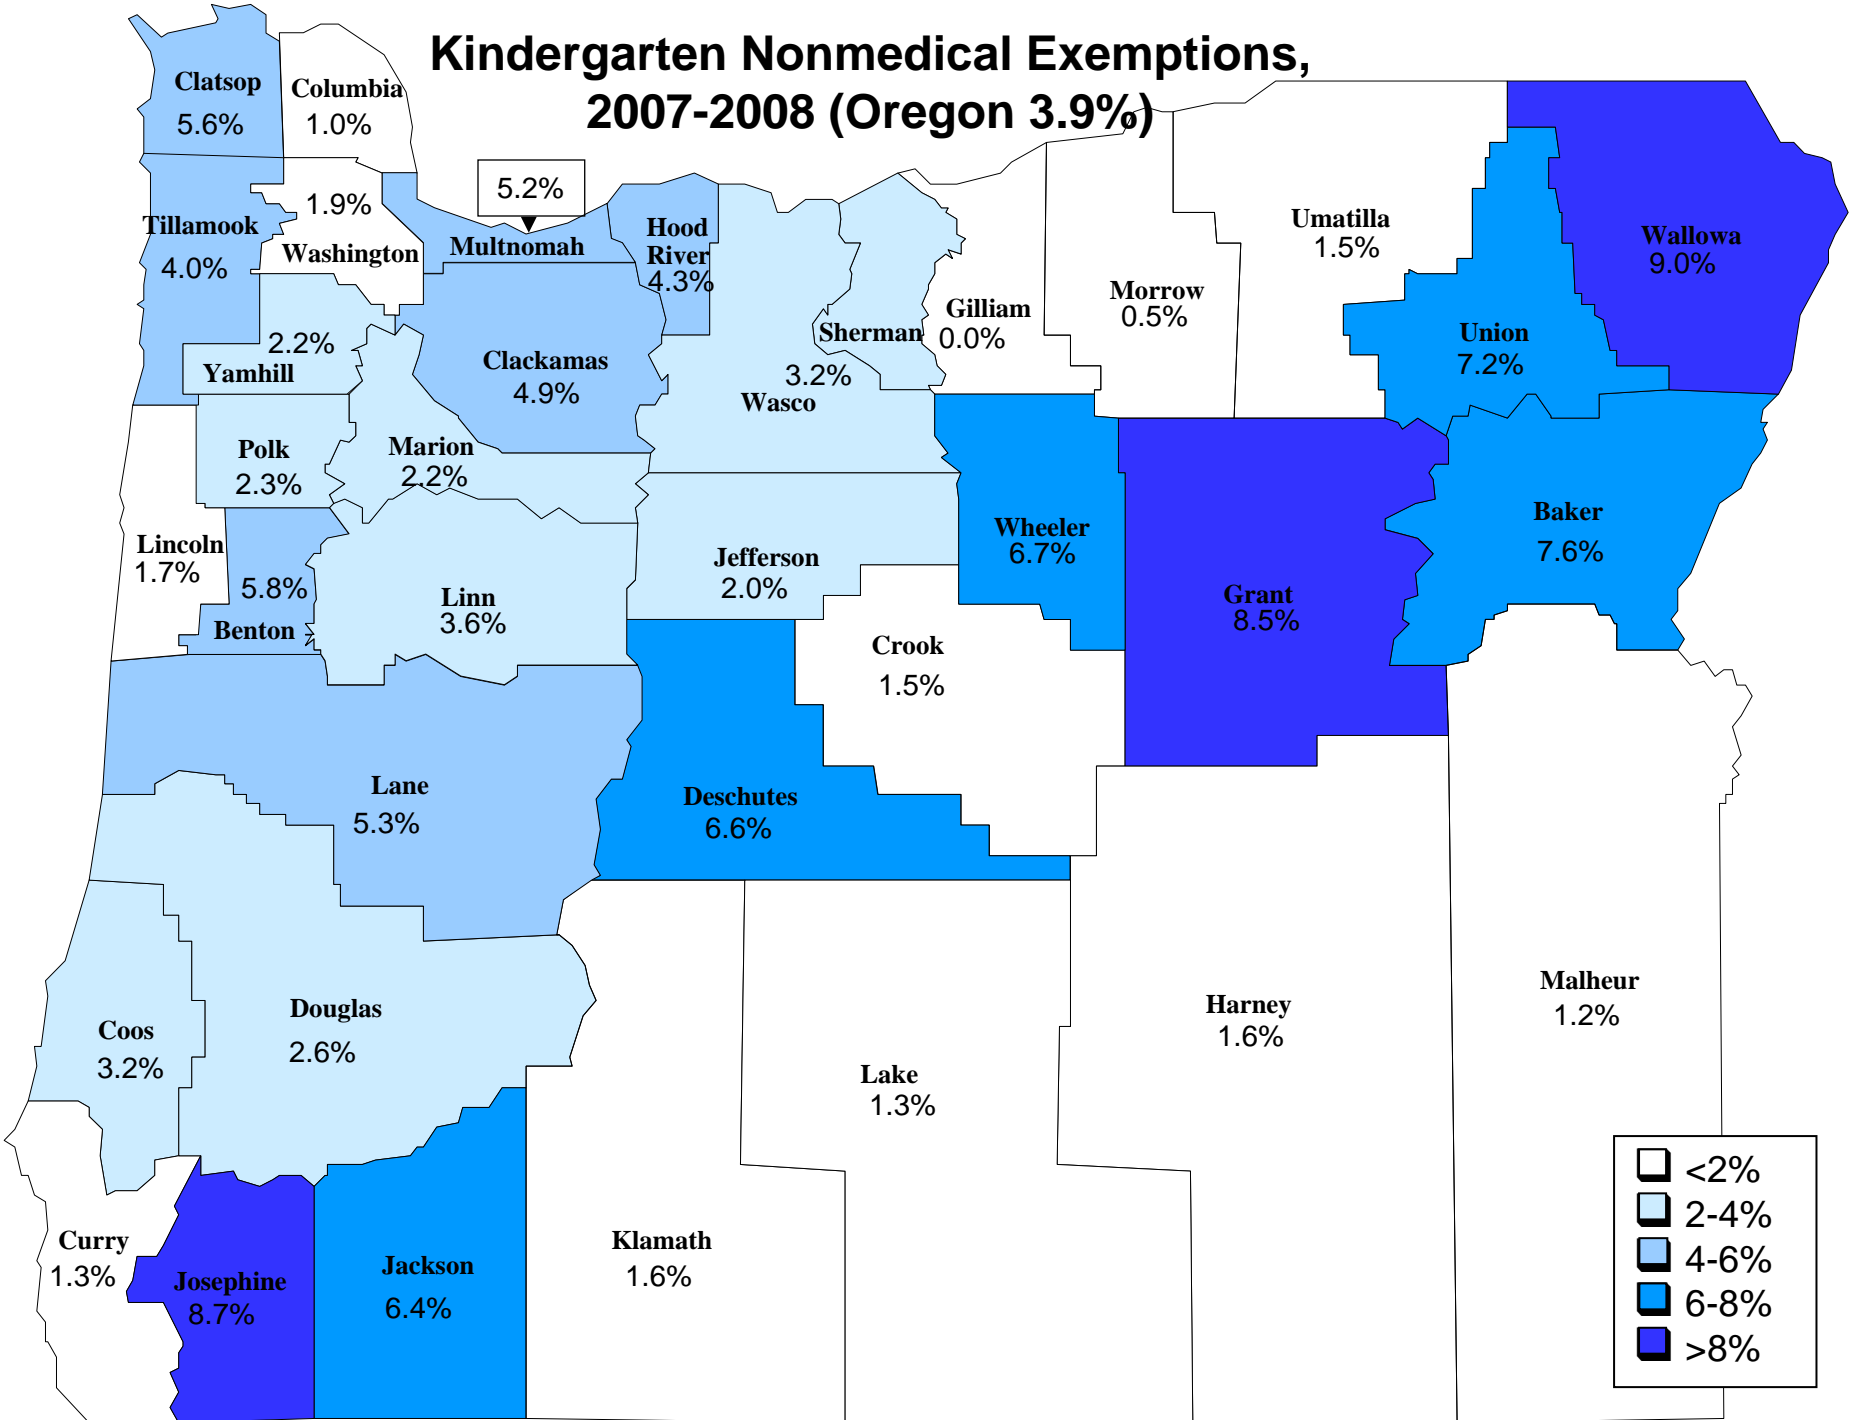 Kindergarten Nonmedical Exemptions,
2007-2008 (Oregon 3.9%)
Clatsop
5.6%
Columbia
1.0%
5.2%
Multnomah
1.9%
Washington
Tillamook
4.0%
Hood
River
4.3%
Umatilla
1.5%
Wallowa
9.0%
Morrow
0.5%
Gilliam
0.0%
Sherman
Union
7.2%
2.2%
Yamhill
Clackamas
4.9%
3.2%
Wasco
Polk
2.3%
Marion
2.2%
Lincoln
1.7%
5.8%
Benton
Linn
3.6%
Jefferson
2.0%
Wheeler
6.7%
Grant
8.5%
Baker
7.6%
Crook
1.5%
Lane
5.3%
Deschutes
6.6%
Coos
3.2%
Douglas
2.6%
Lake
1.3%
Harney
1.6%
Malheur
1.2%
Curry
1.3%
Josephine
8.7%
Jackson
6.4%
Klamath
1.6%
<2%
2-4%
4-6%
6-8%
>8%